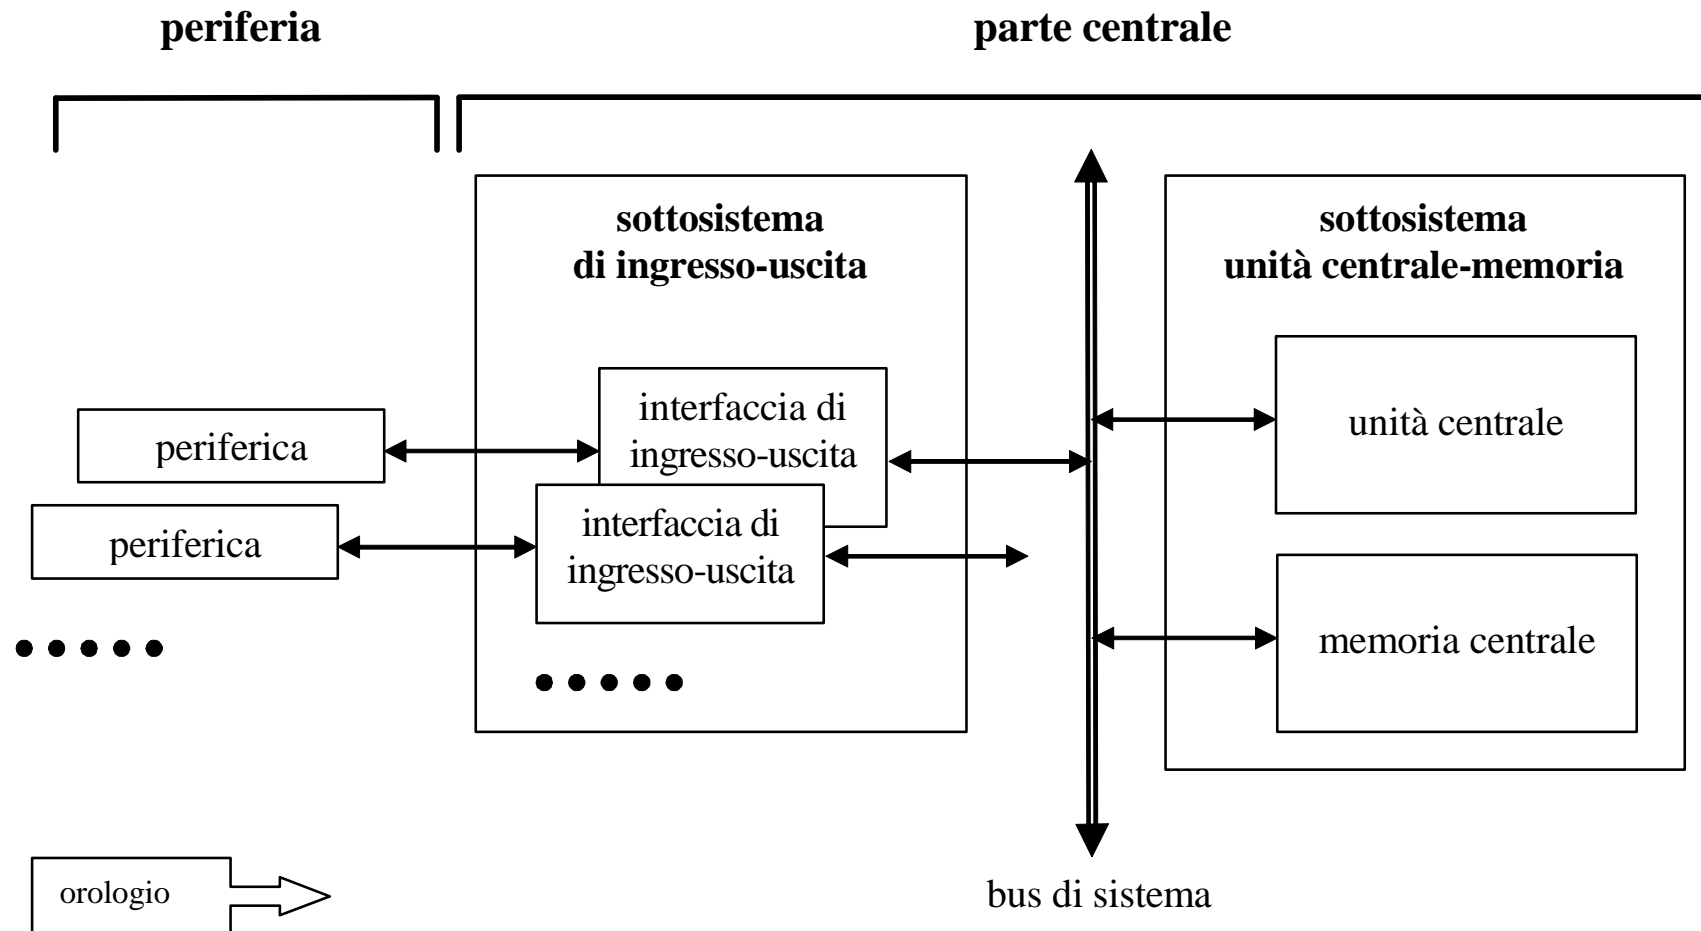 periferia
parte centrale
sottosistema
di ingresso-uscita
sottosistema
unità centrale-memoria
interfaccia di
ingresso-uscita
unità centrale
periferica
interfaccia di
ingresso-uscita
periferica
memoria centrale
orologio
bus di sistema